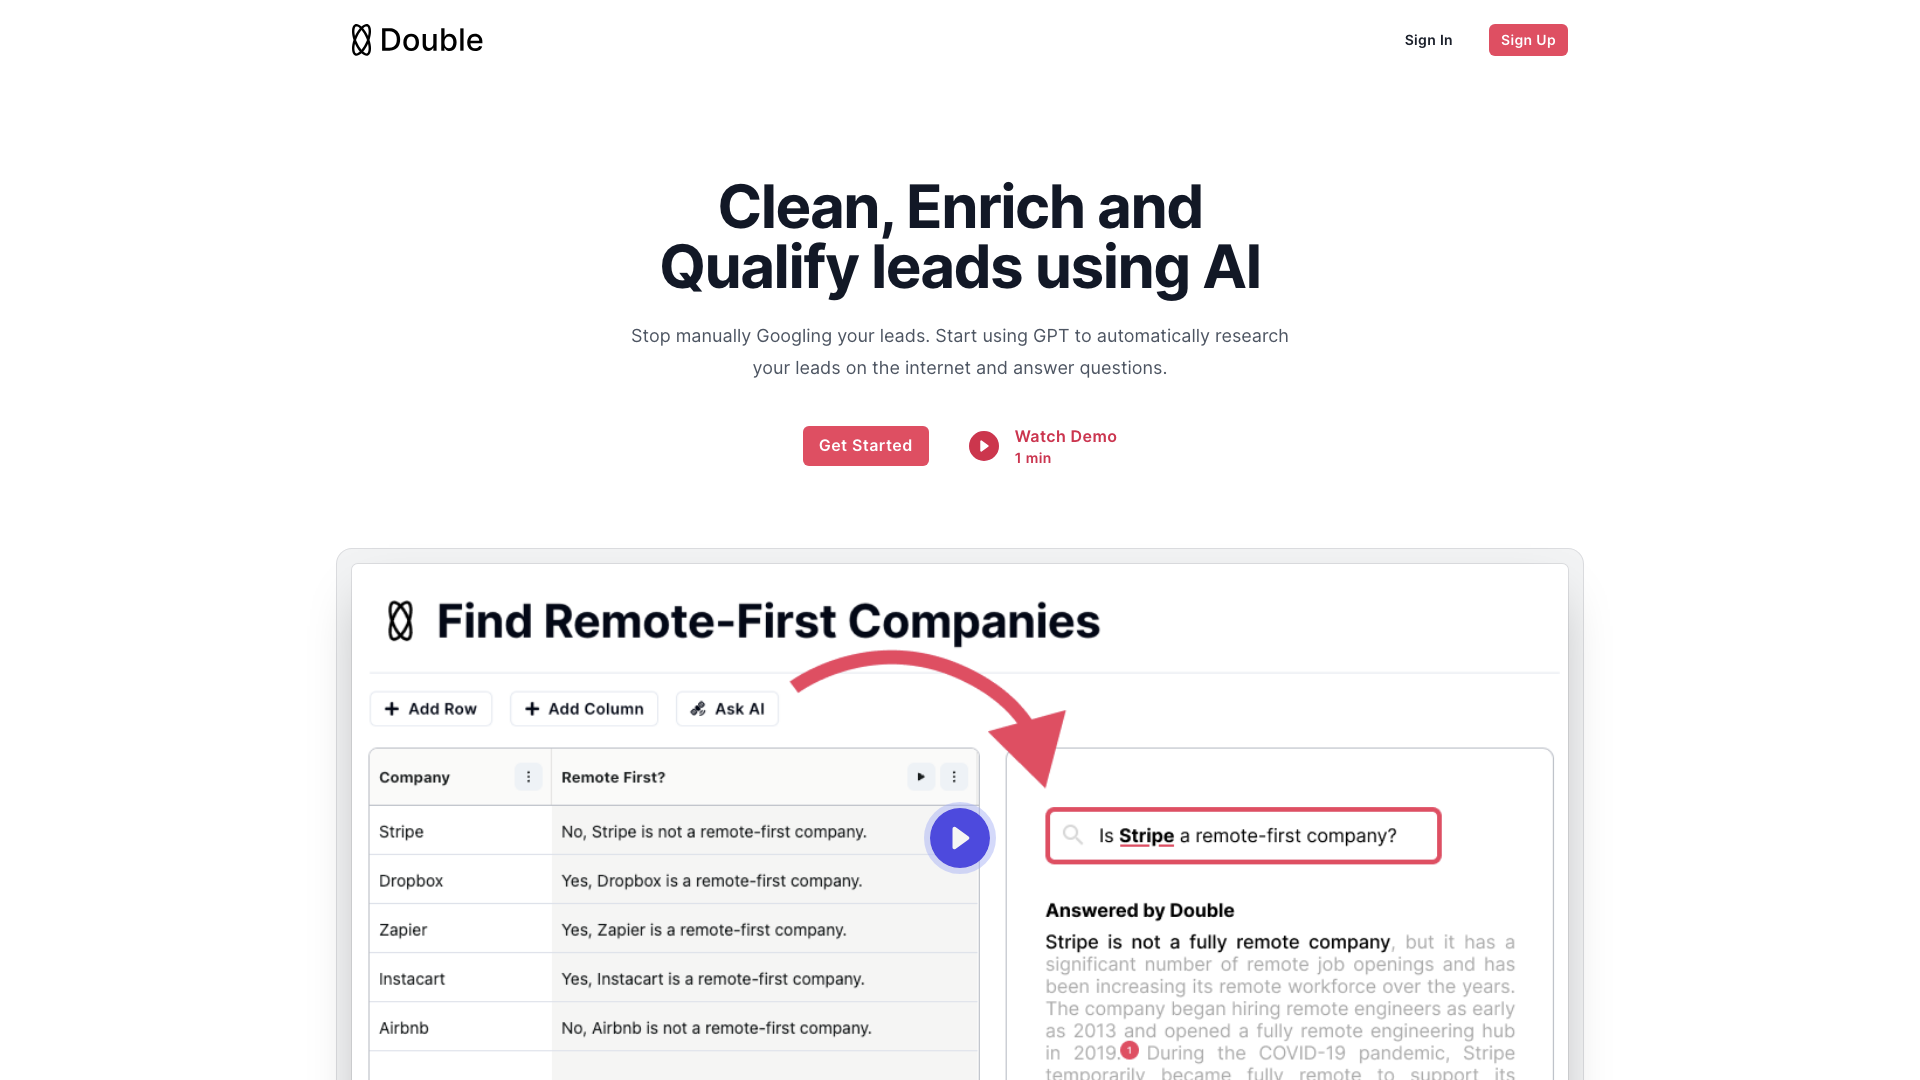 Double
Sign In
Sign Up
Clean, Enrich and
Qualify leads using AI
Stop manually Googling your leads. Start using GPT to automatically research
your leads on the internet and answer questions.
Get Started
Watch Demo
1 min
Find Remote-First Companies
Add Row
Add Column
Ask AI
Company
Remote First?
Stripe
No, Stripe is not a remote-first company.
Dropbox
Yes, Dropbox is a remote-first company.
Zapier
Yes, Zapier is a remote-first company.
Instacart
Yes, Instacart is a remote-first company.
Airbnb
No, Airbnb is not a remote-first company.
Is Stripe a remote-first company?
Answered by Double
Stripe is not a fully remote company, but it has a
significant number of remote job openings and has
been increasing its remote workforce over the years.
The company began hiring remote engineers as early
as 2013 and opened a fully remote engineering hub
in 2019. 1 During the COVID-19 pandemic, Stripe
temporarily became fully remote to support its